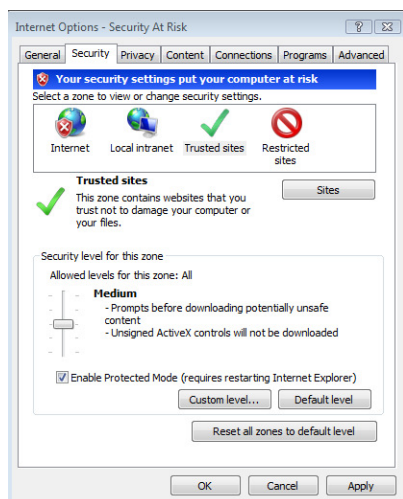 Internet Options - Security At Risk
General Security Privacy Content Connections Programs Advanced
Your security settings put your computer at risk
Select a zone to view or change security settings.
Internet Local intranet Trusted sites Restricted
sites
Trusted sites
Sites
This zone contains websites that you
trust not to damage your computer or
your files.
Security level for this zone
Allowed levels for this zone: All
Medium
- Prompts before downloading potentially unsafe
content
- Unsigned ActiveX controls will not be downloaded
Enable Protected Mode (requires restarting Internet Explorer)
Custom level... Default level
Reset all zones to default level
OK Cancel Apply